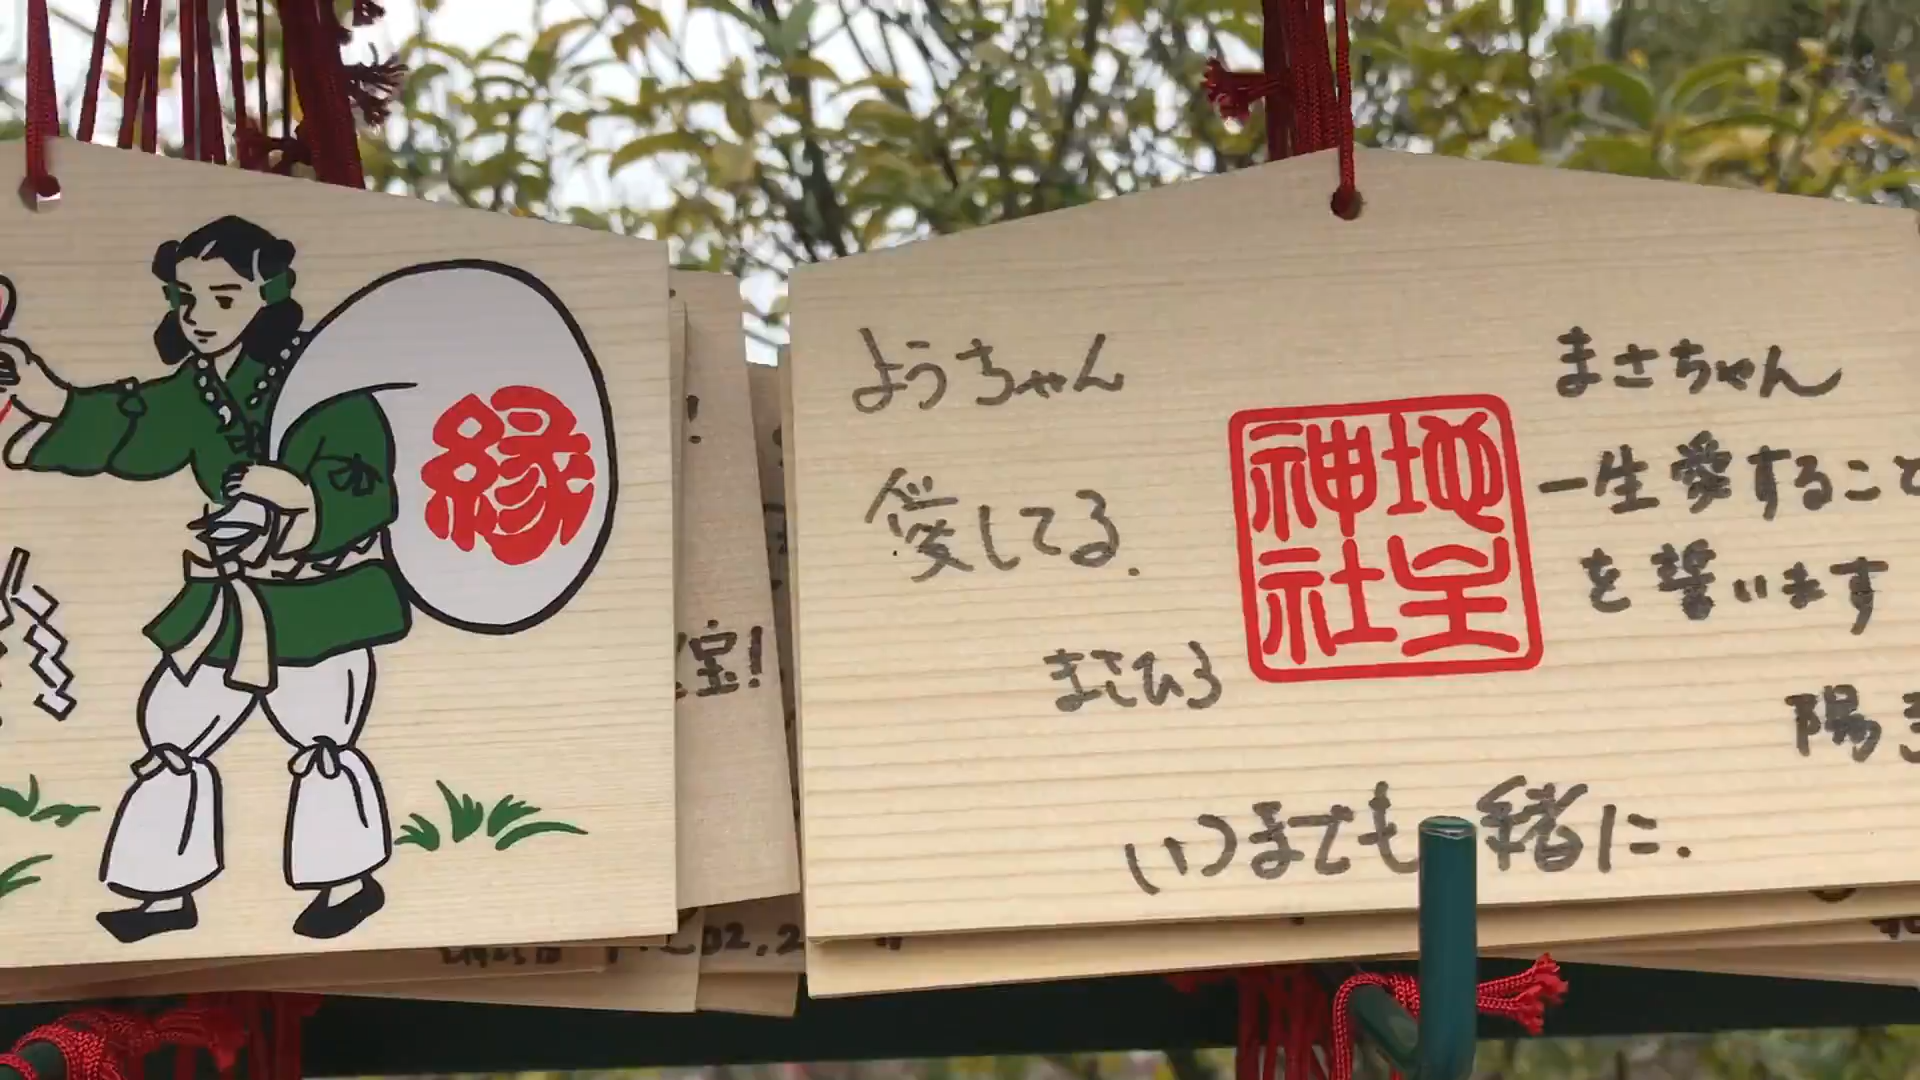 縁
宝!
ようちゃん
愛してる.
まさひろ
地主
神社
まさちゃん
一生愛すること
を誓います
陽
いつまでも 緒に.